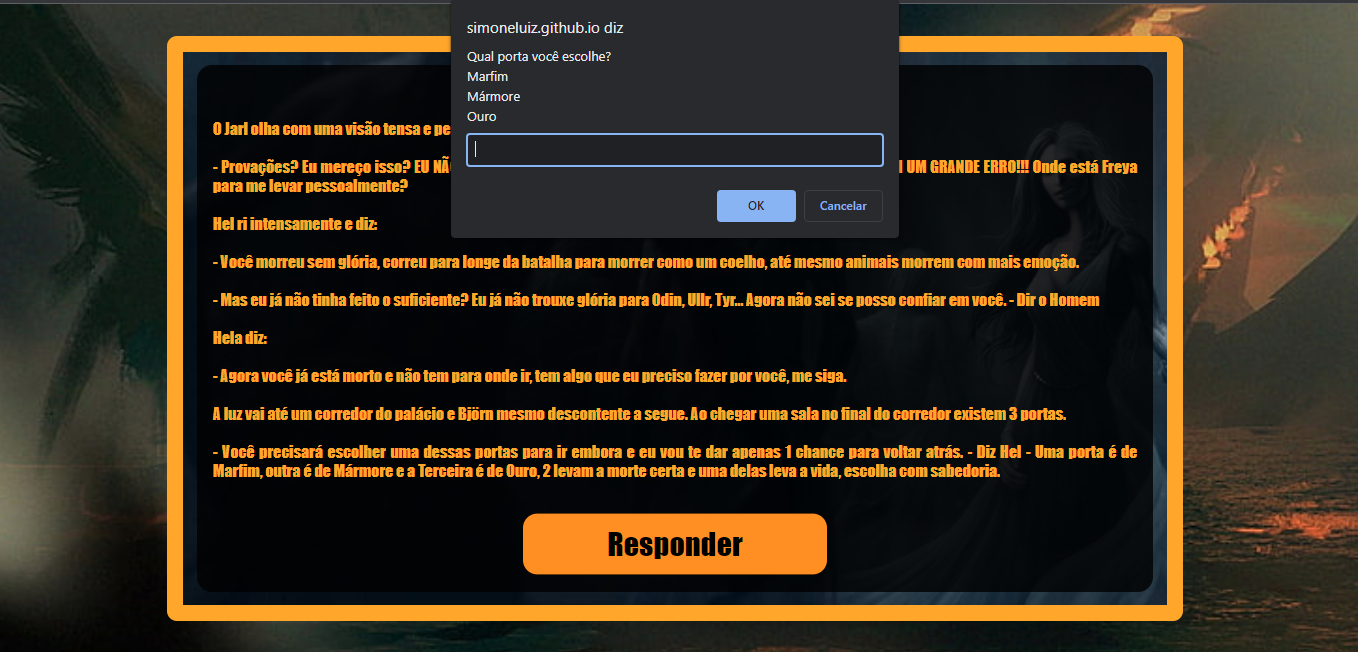 simoneluiz.github.io diz
Qual porta você escolhe?
Marfim
Mármore
Ouro
OK
Cancelar
O Jarl olha com uma visão tensa e
- Provações? Eu mereço isso? EU
UM GRANDE ERRO!!! Onde está Freya
para me levar pessoalmente?
Hel ri intensamente e diz:
- Você morreu sem glória, correu para longe da batalha para morrer como um coelho, até mesmo animais morrem com mais emoção.
- Mas eu já não tinha feito o suficiente? Eu já não trouxe glória para Odin, Ullr, Tyr... Agora não sei se posso confiar em você. - Dir o Homem
Hela diz:
- Agora você já está morto e não tem para onde ir, tem algo que eu preciso fazer por você, me siga.
A luz vai até um corredor do palácio e Björn mesmo descontente a segue. Ao chegar uma sala no final do corredor existem 3 portas.
- Você precisará escolher uma dessas portas para ir embora e eu vou te dar apenas 1 chance para voltar atrás. - Diz Hel - Uma porta é de
Marfim, outra é de Mármore e a Terceira é de Ouro, 2 levam a morte certa e uma delas leva a vida, escolha com sabedoria.
Responder